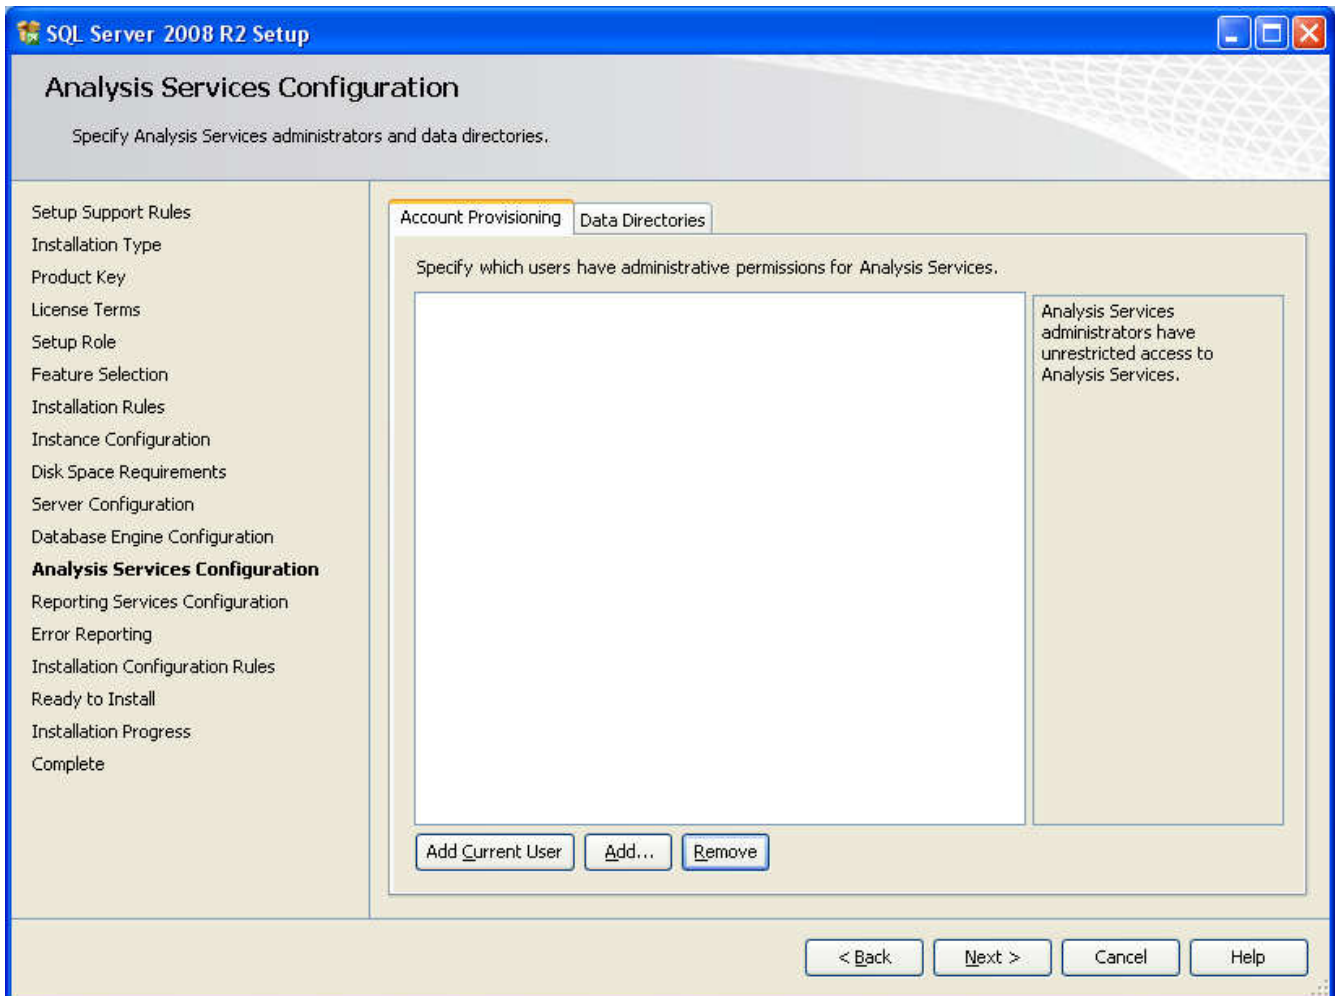 SQL Server 2008 R2 Setup
Analysis Services Configuration
Specify Analysis Services administrators and data directories.
Setup Support Rules
Installation Type
Product Key
License Terms
Setup Role
Feature Selection
Installation Rules
Instance Configuration
Disk Space Requirements
Server Configuration
Database Engine Configuration
Analysis Services Configuration
Reporting Services Configuration
Error Reporting
Installation Configuration Rules
Ready to Install
Installation Progress
Complete
Account Provisioning Data Directories
Specify which users have administrative permissions for Analysis Services.
Analysis Services
administrators have
unrestricted access to
Analysis Services.
Add Current User Add... Remove
< Back Next > Cancel Help